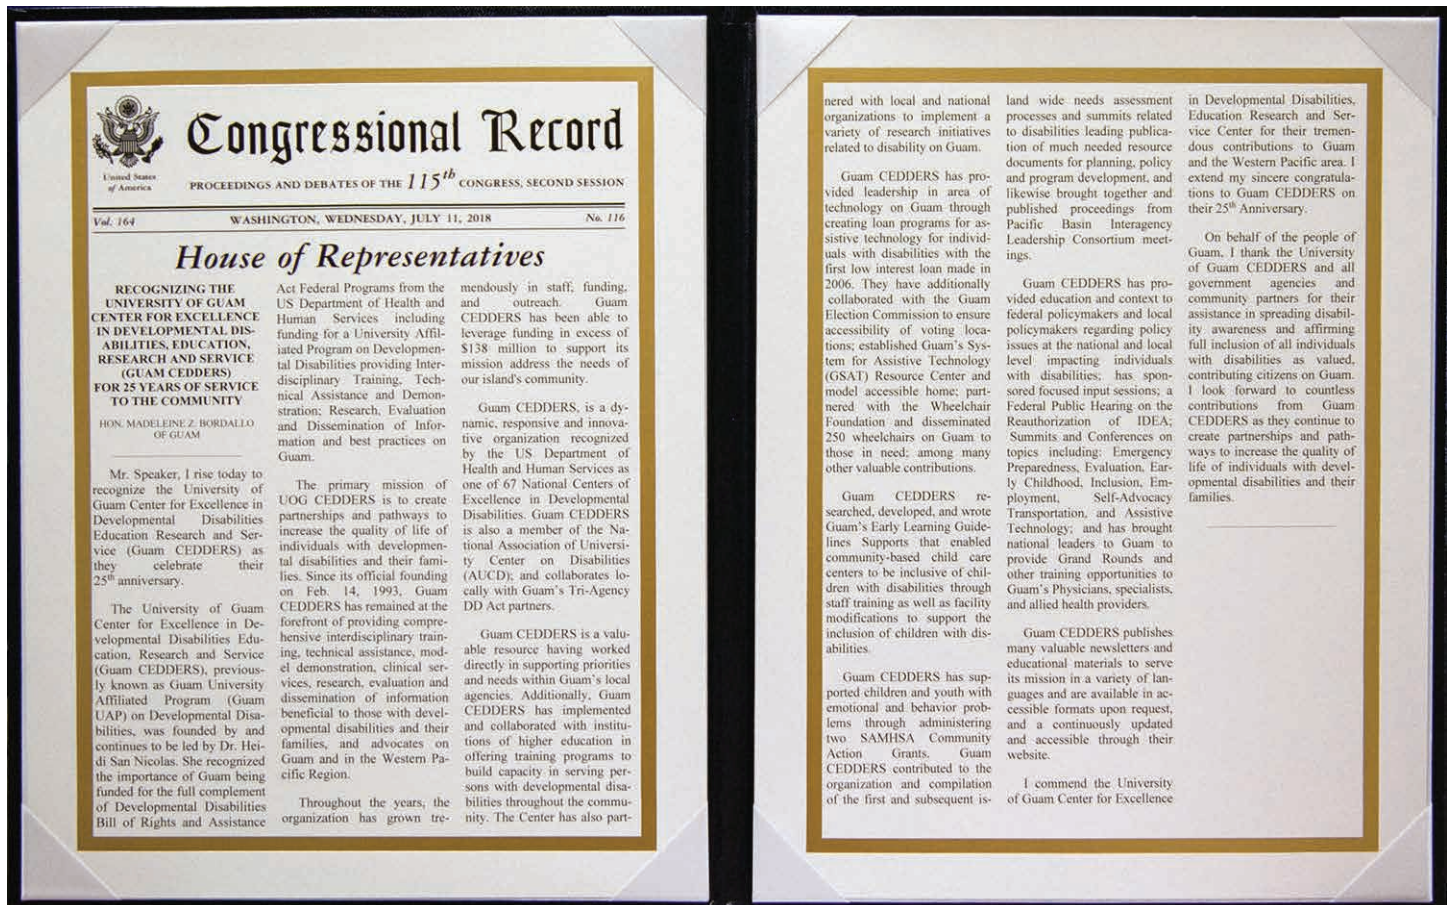 United States
of America
Congressional Record
PROCEEDINGS AND DEBATES OF THE 115th CONGRESS, SECOND SESSION
Vol. 164 WASHINGTON, WEDNESDAY, JULY 11, 2018 No. 116
House of Representatives
RECOGNIZING THE
UNIVERSITY OF GUAM
CENTER FOR EXCELLENCE
IN DEVELOPMENTAL DIS-
ABILITIES, EDUCATION,
RESEARCH AND SERVICE
(GUAM CEDDERS)
FOR 25 YEARS OF SERVICE
TO THE COMMUNITY
HON. MADELEINE Z. BORDALLO
OF GUAM
Mr. Speaker, I rise today to
recognize the University of
Guam Center for Excellence in
Developmental Disabilities
Education Research and Ser-
vice (Guam CEDDERS) as
they celebrate their
25th anniversary.
The University of Guam
Center for Excellence in De-
velopmental Disabilities Edu-
cation, Research and Service
(Guam CEDDERS), previous-
ly known as Guam University
Affiliated Program (Guam
UAP) on Developmental Disa-
bilities, was founded by and
continues to be led by Dr. Hei-
di San Nicolas. She recognized
the importance of Guam being
funded for the full complement
of Developmental Disabilities
Bill of Rights and Assistance
Act Federal Programs from the
US Department of Health and
Human Services including
funding for a University Affil-
iated Program on Developmen-
tal Disabilities providing Inter-
disciplinary Training, Tech-
nical Assistance and Demon-
stration; Research, Evaluation
and Dissemination of Infor-
mation and best practices on
Guam.
The primary mission of
UOG CEDDERS is to create
partnerships and pathways to
increase the quality of life of
individuals with developmen-
tal disabilities and their fami-
lies. Since its official founding
on Feb. 14, 1993, Guam
CEDDERS has remained at the
forefront of providing compre-
hensive interdisciplinary train-
ing, technical assistance, mod-
el demonstration, clinical ser-
vices, research, evaluation and
dissemination of information
beneficial to those with devel-
opmental disabilities and their
families, and advocates on
Guam and in the Western Pa-
cific Region.
Throughout the years, the
organization has grown tre-
mendously in staff, funding,
and outreach. Guam
CEDDERS has been able to
leverage funding in excess of
$138 million to support its
mission address the needs of
our island's community.
Guam CEDDERS, is a dy-
namic, responsive and innova-
tive organization recognized
by the US Department of
Health and Human Services as
one of 67 National Centers of
Excellence in Developmental
Disabilities. Guam CEDDERS
is also a member of the Na-
tional Association of Universi-
ty Center on Disabilities
(AUCD); and collaborates lo-
cally with Guam's Tri-Agency
DD Act partners.
Guam CEDDERS is a valu-
able resource having worked
directly in supporting priorities
and needs within Guam's local
agencies. Additionally, Guam
CEDDERS has implemented
and collaborated with institu-
tions of higher education in
offering training programs to
build capacity in serving per-
sons with developmental disa-
bilities throughout the commu-
nity. The Center has also part-
nered with local and national
organizations to implement a
variety of research initiatives
related to disability on Guam.
Guam CEDDERS has pro-
vided leadership in area of
technology on Guam through
creating loan programs for as-
sistive technology for individ-
uals with disabilities with the
first low interest loan made in
2006. They have additionally
collaborated with the Guam
Election Commission to ensure
accessibility of voting loca-
tions; established Guam's Sys-
tem for Assistive Technology
(GSAT) Resource Center and
model accessible home; part-
nered with the Wheelchair
Foundation and disseminated
250 wheelchairs on Guam to
those in need; among many
other valuable contributions.
Guam CEDDERS re-
searched, developed, and wrote
Guam's Early Learning Guide-
lines Supports that enabled
community-based child care
centers to be inclusive of chil-
dren with disabilities through
staff training as well as facility
modifications to support the
inclusion of children with dis-
abilities.
Guam CEDDERS has sup-
ported children and youth with
emotional and behavior prob-
lems through administering
two SAMHSA Community
Action Grants. Guam
CEDDERS contributed to the
organization and compilation
of the first and subsequent is-
land wide needs assessment
processes and summits related
to disabilities leading publica-
tion of much needed resource
documents for planning, policy
and program development, and
likewise brought together and
published proceedings from
Pacific Basin Interagency
Leadership Consortium meet-
ings.
Guam CEDDERS has pro-
vided education and context to
federal policymakers and local
policymakers regarding policy
issues at the national and local
level impacting individuals
with disabilities; has spon-
sored focused input sessions; a
Federal Public Hearing on the
Reauthorization of IDEA;
Summits and Conferences on
topics including: Emergency
Preparedness, Evaluation, Ear-
ly Childhood, Inclusion, Em-
ployment, Self-Advocacy
Transportation, and Assistive
Technology; and has brought
national leaders to Guam to
provide Grand Rounds and
other training opportunities to
Guam's Physicians, specialists,
and allied health providers.
Guam CEDDERS publishes
many valuable newsletters and
educational materials to serve
its mission in a variety of lan-
guages and are available in ac-
cessible formats upon request,
and a continuously updated
and accessible through their
website.
I commend the University
of Guam Center for Excellence
in Developmental Disabilities,
Education Research and Ser-
vice Center for their tremen-
dous contributions to Guam
and the Western Pacific area. I
extend my sincere congratula-
tions to Guam CEDDERS on
their 25th Anniversary.
On behalf of the people of
Guam, I thank the University
of Guam CEDDERS and all
government agencies and
community partners for their
assistance in spreading disabil-
ity awareness and affirming
full inclusion of all individuals
with disabilities as valued,
contributing citizens on Guam.
I look forward to countless
contributions from Guam
CEDDERS as they continue to
create partnerships and path-
ways to increase the quality of
life of individuals with devel-
opmental disabilities and their
families.